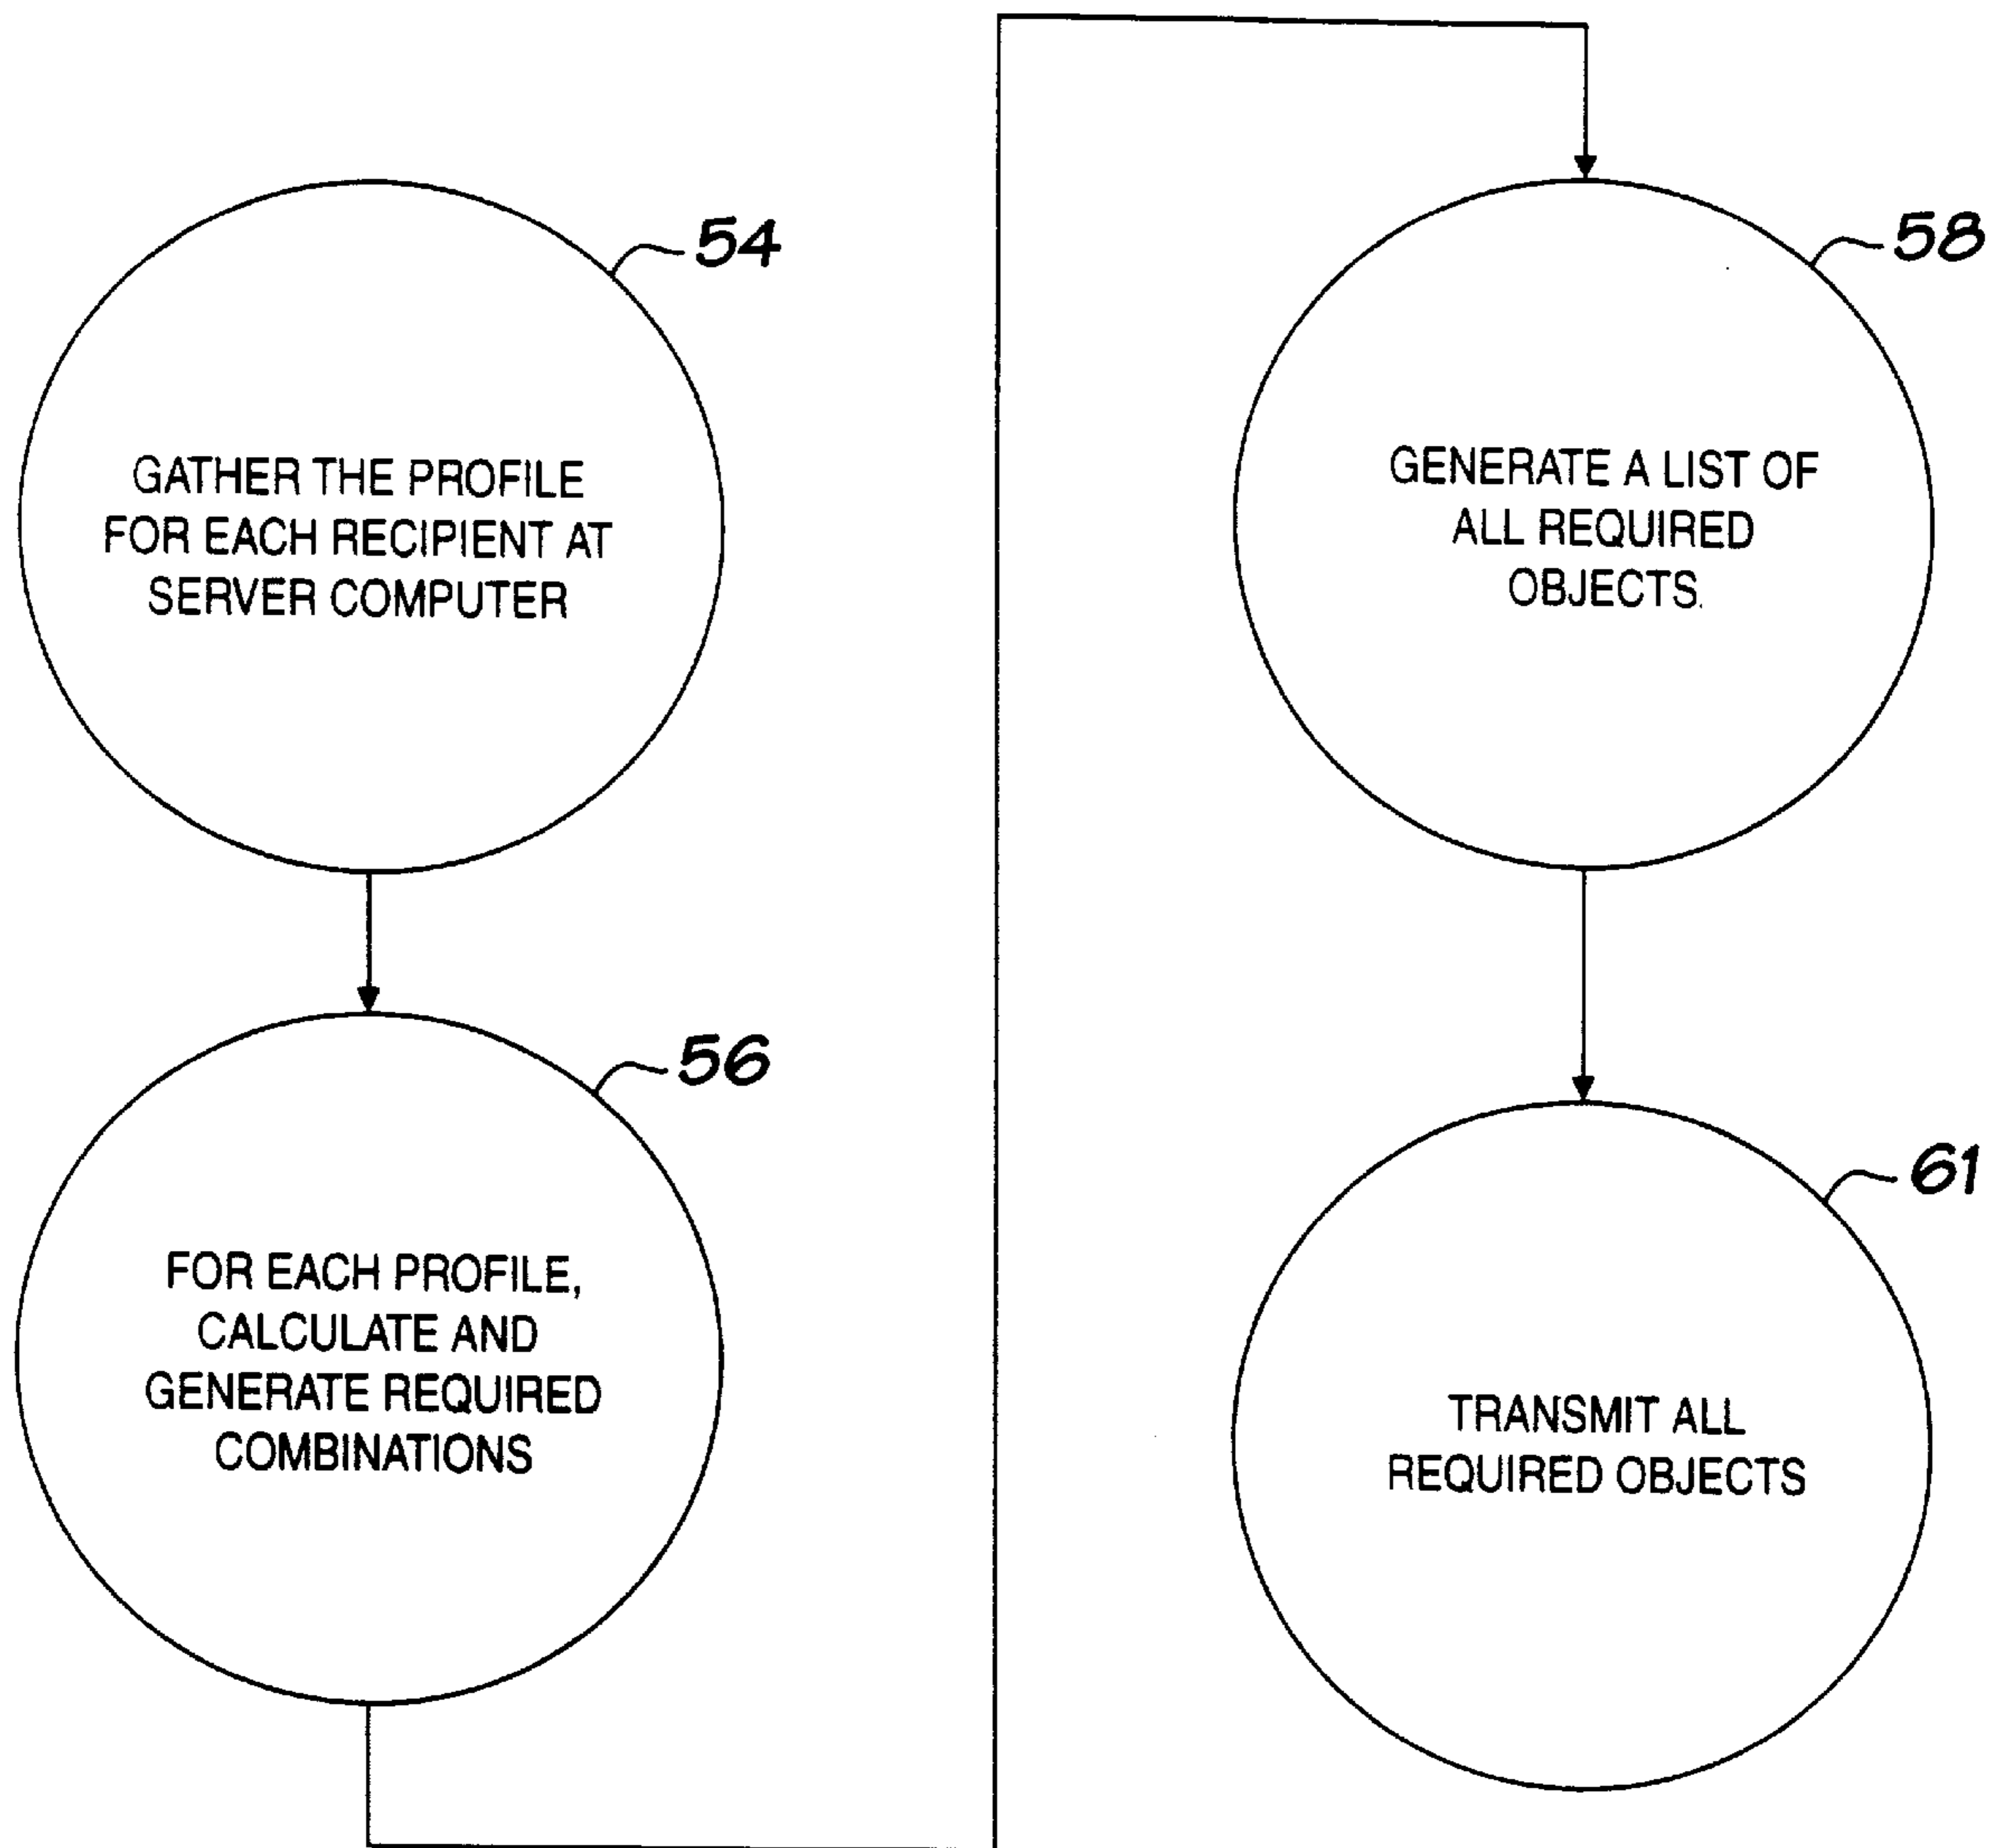 54
GATHER THE PROFILE
FOR EACH RECIPIENT AT
SERVER COMPUTER
56
FOR EACH PROFILE,
CALCULATE AND
GENERATE REQUIRED
COMBINATIONS
58
GENERATE A LIST OF
ALL REQUIRED
OBJECTS.
61
TRANSMIT ALL
REQUIRED OBJECTS